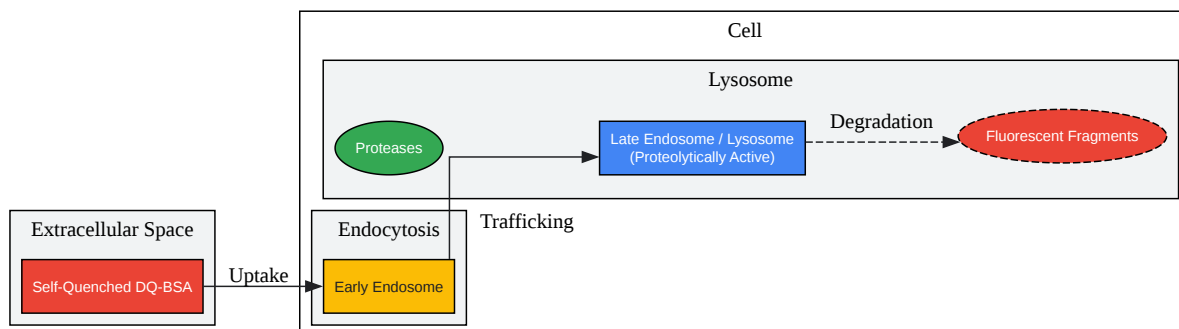 Cell
Lysosome
Proteases
Late Endosome / Lysosome
(Proteolytically Active)
Degradation
Fluorescent Fragments
Extracellular Space
Self-Quenched DQ-BSA
Uptake
Endocytosis
Early Endosome
Trafficking